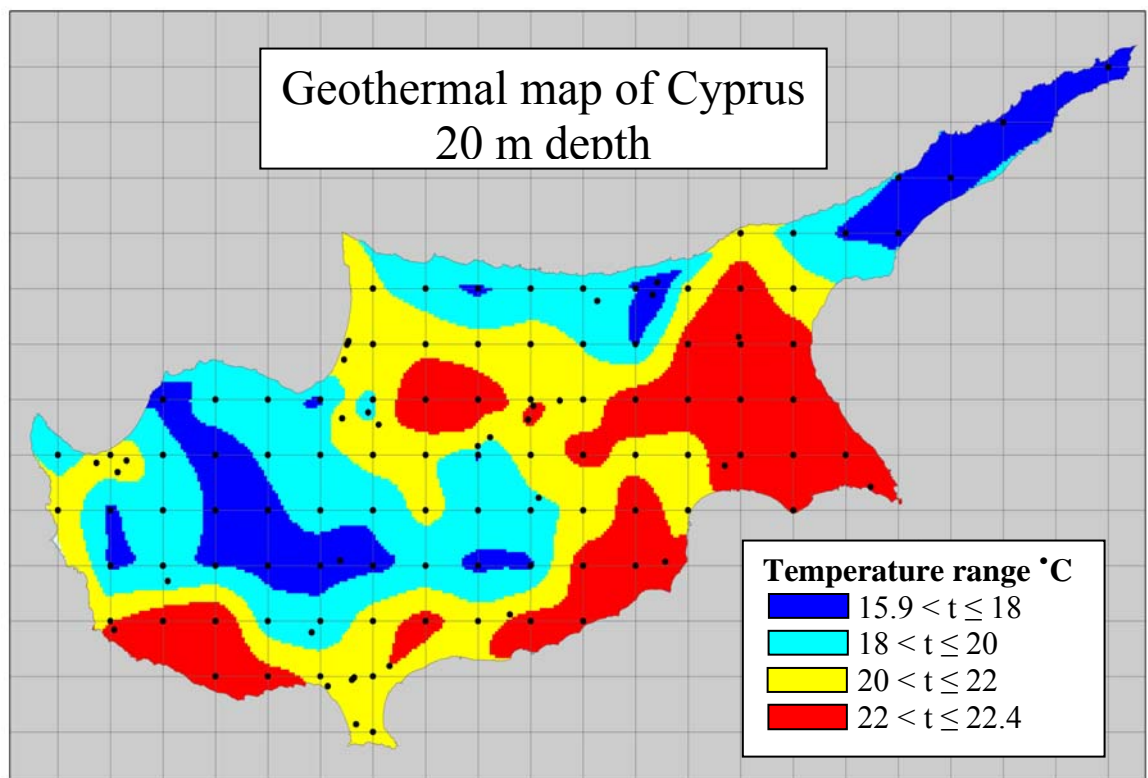 Geothermal map of Cyprus
20 m depth
Temperature range ˚C
15.9 < t ≤ 18
18 < t ≤ 20
20 < t ≤ 22
22 < t ≤ 22.4